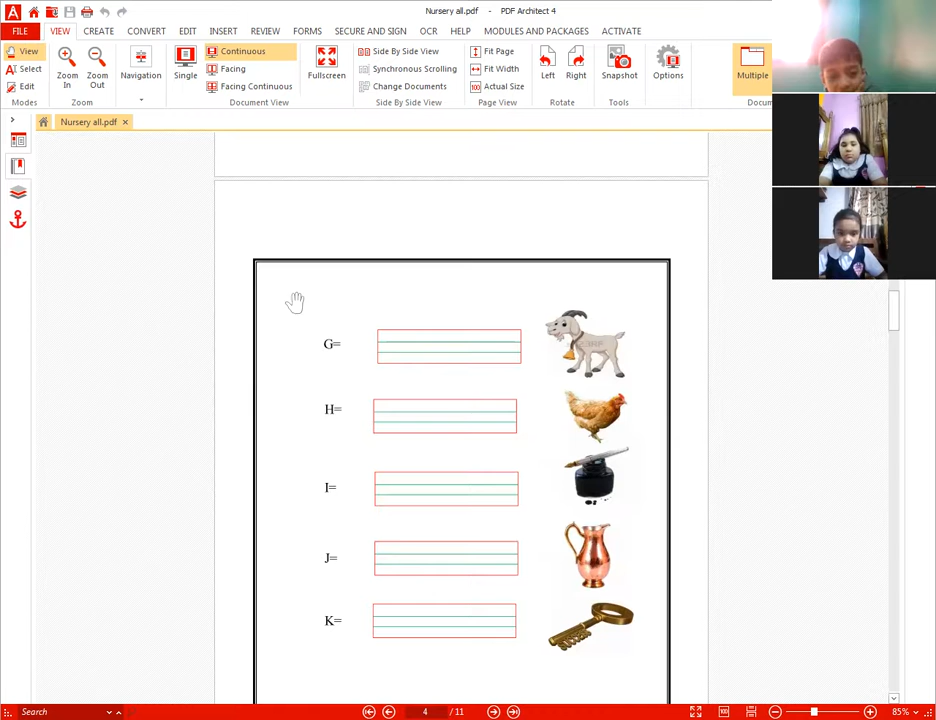 Nursery all.pdf - PDF Architect 4
FILE VIEW CREATE CONVERT EDIT INSERT REVIEW FORMS SECURE AND SIGN OCR HELP MODULES AND PACKAGES ACTIVATE
View
Select
Edit
Modes
Zoom In
Zoom Out
Zoom
Navigation
Single
Continuous
Facing
Facing Continuous
Document View
Fullscreen
Side By Side View
Synchronous Scrolling
Change Documents
Side By Side
Fit Page
Fit Width
100 Actual Size
Page View
Left
Right
Rotate
Snapshot
Tools
Options
Multiple
Docum
Nursery all.pdf ×
G=
H=
I=
J=
K=
Search
4 / 11
100
85%